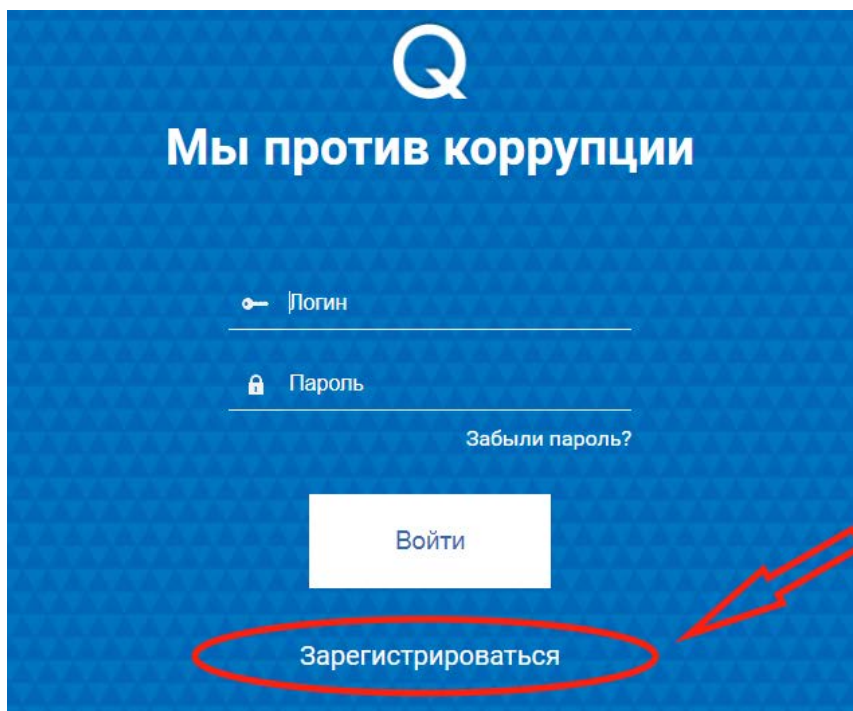 Q
Мы против коррупции
Логин
Пароль
Забыли пароль?
Войти
Зарегистрироваться